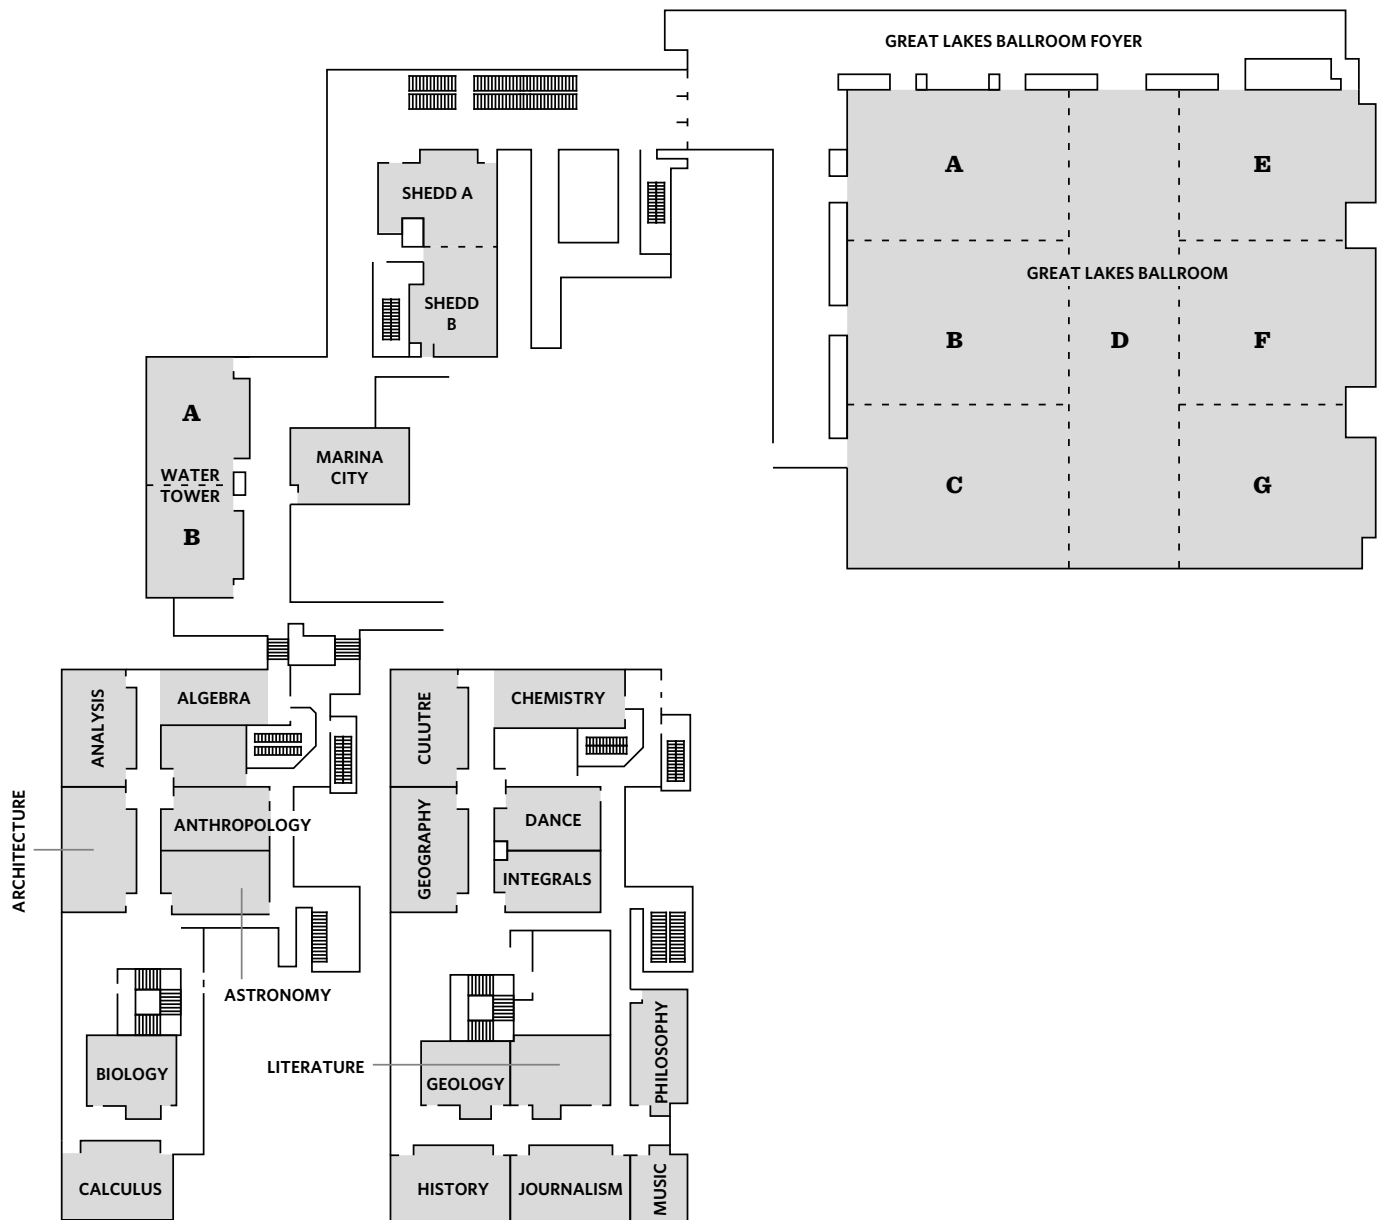 GREAT LAKES BALLROOM FOYER
A
E
SHEDD A
GREAT LAKES BALLROOM
SHEDD
B
B
D
F
A
MARINA
CITY
WATER
TOWER
C
G
B
ANALYSIS
ALGEBRA
CULUTRE
CHEMISTRY
ARCHITECTURE
ANTHROPOLOGY
GEOGRAPHY
DANCE
INTEGRALS
ASTRONOMY
PHILOSOPHY
LITERATURE
BIOLOGY
GEOLOGY
CALCULUS
HISTORY
JOURNALISM
MUSIC